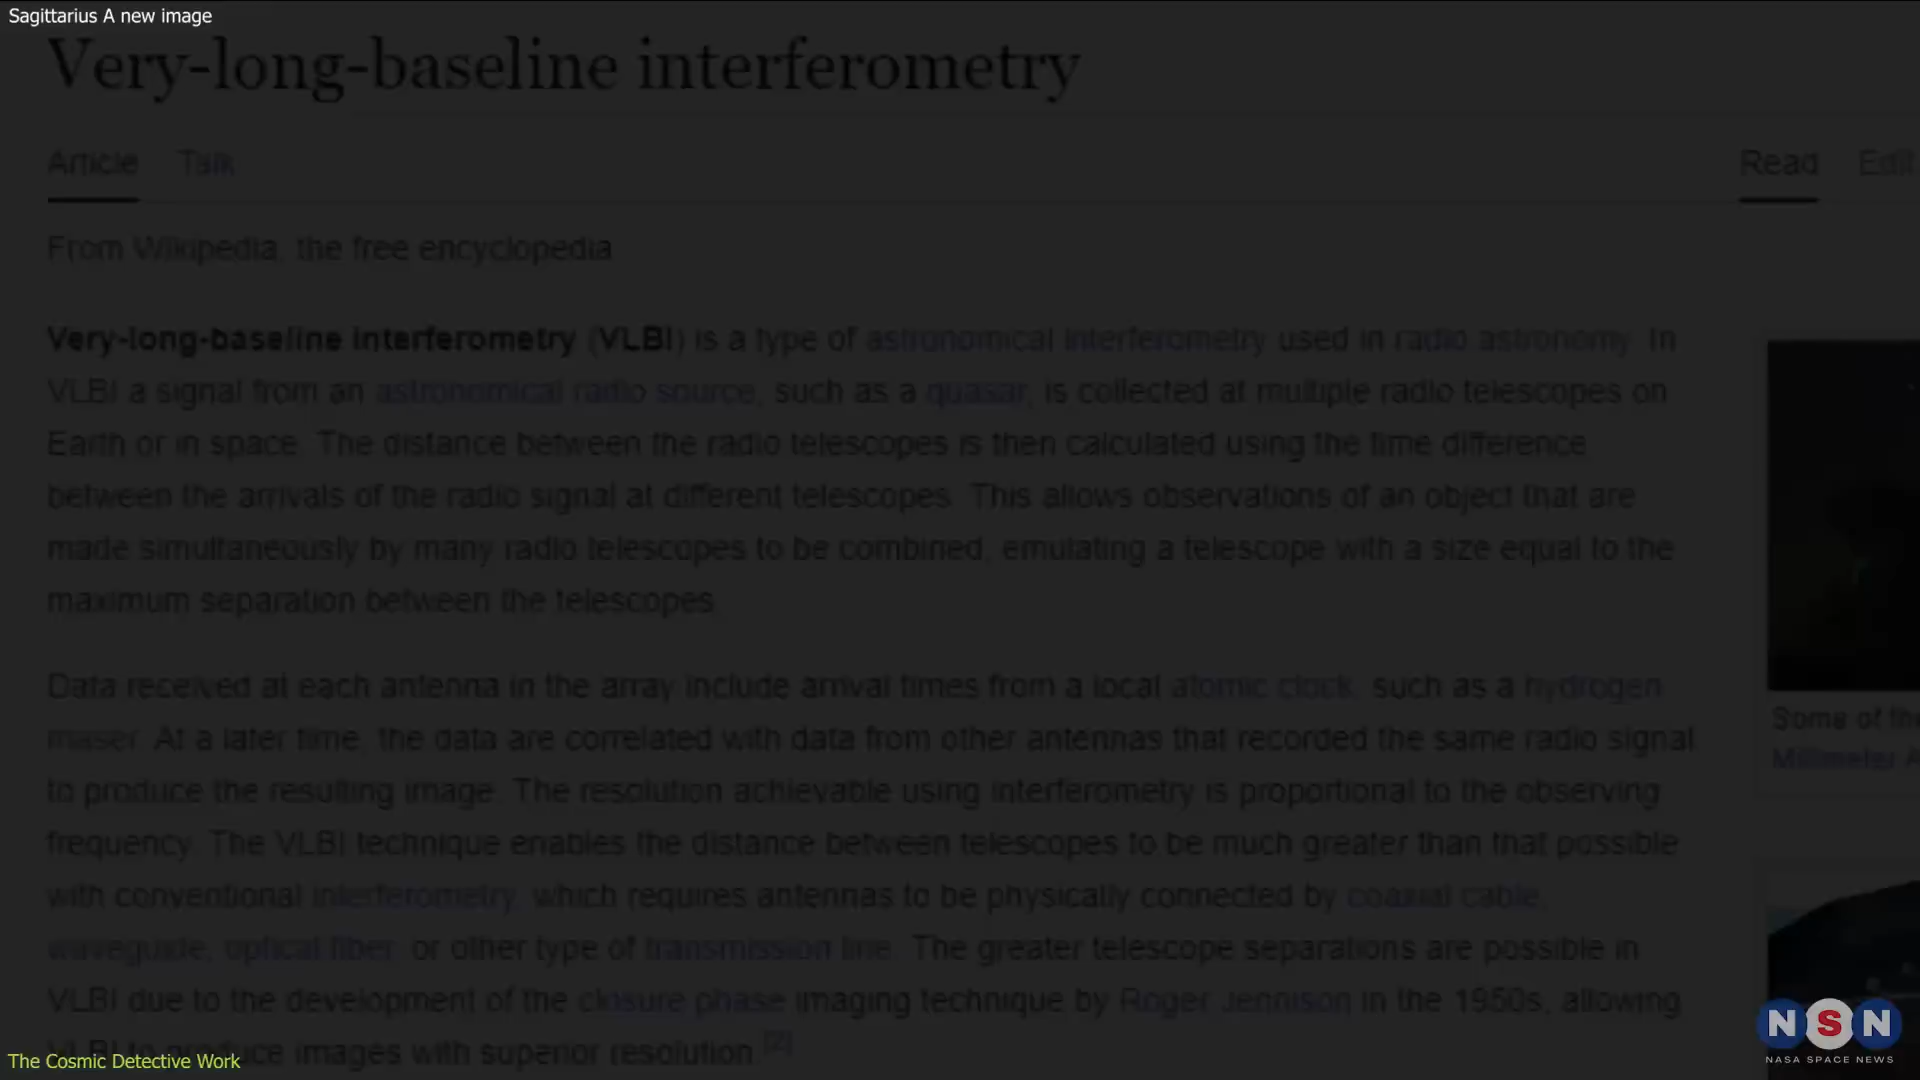 Sagittarius A new image
Very-long-baseline interferometry
Article Talk
Read Edit
From Wikipedia, the free encyclopedia
Very-long-baseline interferometry (VLBI) is a type of astronomical interferometry used in radio astronomy. In
VLBI a signal from an astronomical radio source, such as a quasar, is collected at multiple radio telescopes on
Earth or in space. The distance between the radio telescopes is then calculated using the time difference
between the arrivals of the radio signal at different telescopes. This allows observations of an object that are
made simultaneously by many radio telescopes to be combined, emulating a telescope with a size equal to the
maximum separation between the telescopes.
Data received at each antenna in the array include arrival times from a local atomic clock, such as a hydrogen
maser. At a later time, the data are correlated with data from other antennas that recorded the same radio signal
to produce the resulting image. The resolution achievable using interferometry is proportional to the observing
frequency. The VLBI technique enables the distance between telescopes to be much greater than that possible
with conventional interferometry, which requires antennas to be physically connected by coaxial cable,
waveguide, optical fiber, or other type of transmission line. The greater telescope separations are possible in
VLBI due to the development of the closure phase imaging technique by Roger Jennison in the 1950s, allowing
VLBI to produce images with superior resolution.[2]
Some of the
Millimeter A
The Cosmic Detective Work
NSN
NASA SPACE NEWS